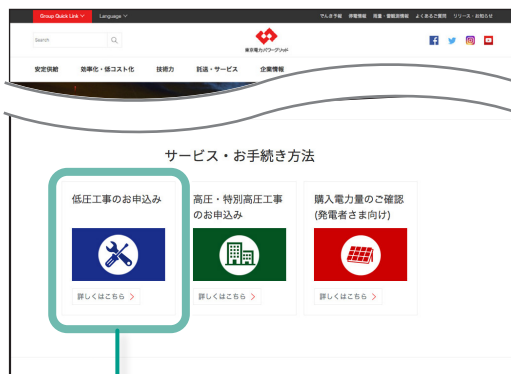 Group Quick Link Language でんき予報 停電情報 雨量・雷観測情報 よくあるご質問 リリース・お知らせ
Search
東京電力パワーグリッド
安定供給 効率化・低コスト化 技術力 託送・サービス 企業情報
サービス・お手続き方法
低圧工事のお申込み
詳しくはこちら
高圧・特別高圧工事
のお申込み
詳しくはこちら
購入電力量のご確認
(発電者さま向け)
詳しくはこちら